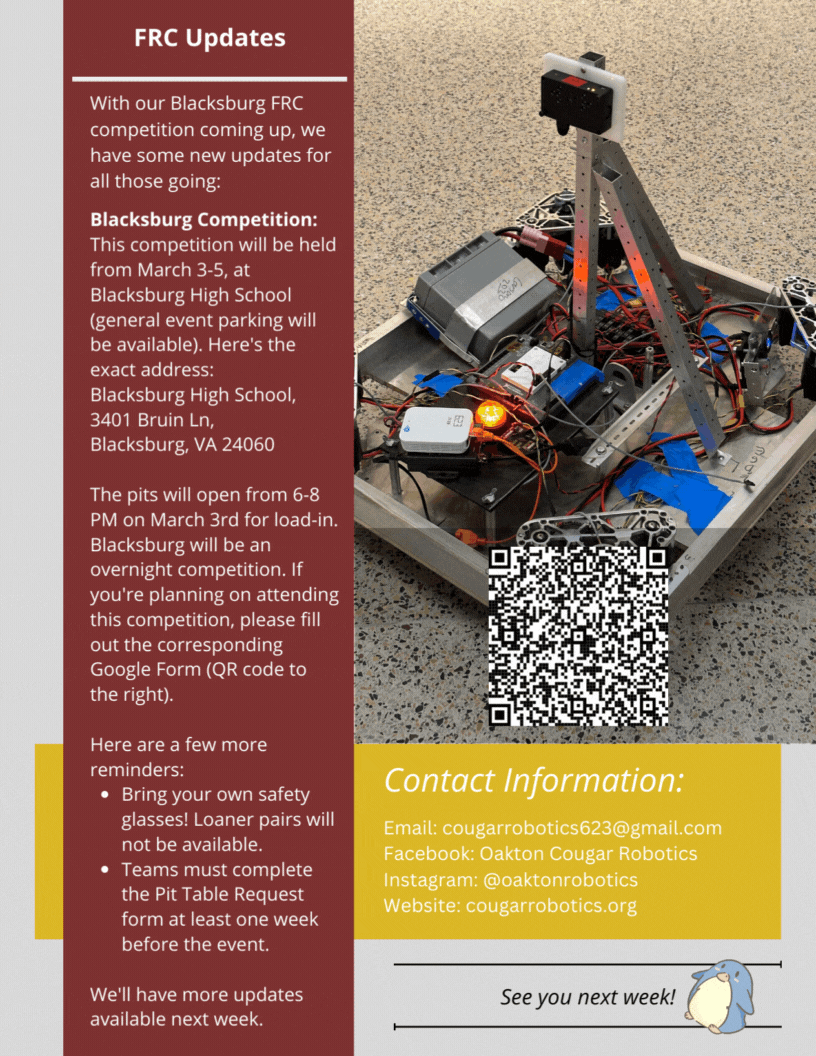 FRC Updates
With our Blacksburg FRC
competition coming up, we
have some new updates for
all those going:
Blacksburg Competition:
This competition will be held
from March 3-5, at
Blacksburg High School
(general event parking will
be available). Here's the
exact address:
Blacksburg High School,
3401 Bruin Ln,
Blacksburg, VA 24060
The pits will open from 6-8
PM on March 3rd for load-in.
Blacksburg will be an
overnight competition. If
you're planning on attending
this competition, please fill
out the corresponding
Google Form (QR code to
the right).
Here are a few more
reminders:
• Bring your own safety
glasses! Loaner pairs will
not be available.
• Teams must complete
the Pit Table Request
form at least one week
before the event.
We'll have more updates
available next week.
Contact Information:
Email: cougarrobotics623@gmail.com
Facebook: Oakton Cougar Robotics
Instagram: @oaktonrobotics
Website: cougarrobotics.org
See you next week!